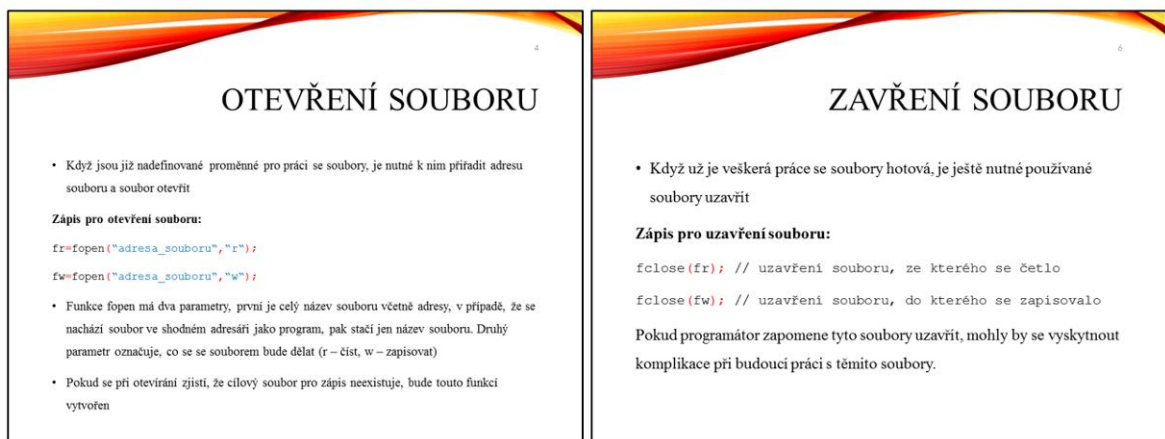 4
OTEVŘENÍ SOUBORU
• Když jsou již nadefinované proměnné pro práci se soubory, je nutné k nim přiřadit adresu
souboru a soubor otevřít
Zápis pro otevření souboru:
fr=fopen("adresa_souboru“,"r“);
fw=fopen("adresa_souboru“,"w“);
• Funkce fopen má dva parametry, první je celý název souboru včetně adresy, v případě, že se
nachází soubor ve shodném adresáři jako program, pak stačí jen název souboru. Druhý
parametr označuje, co se se souborem bude dělat (r – číst, w – zapisovat)
• Pokud se při otevírání zjistí, že cílový soubor pro zápis neexistuje, bude touto funkcí
vytvořen
6
ZAVŘENÍ SOUBORU
• Když už je veškerá práce se soubory hotová, je ještě nutné používané
soubory uzavřít
Zápis pro uzavření souboru:
fclose(fr); // uzavření souboru, ze kterého se četlo
fclose(fw); // uzavření souboru, do kterého se zapisovalo
Pokud programátor zapomene tyto soubory uzavřít, mohly by se vyskytnout
komplikace při budoucí práci s těmito soubory.